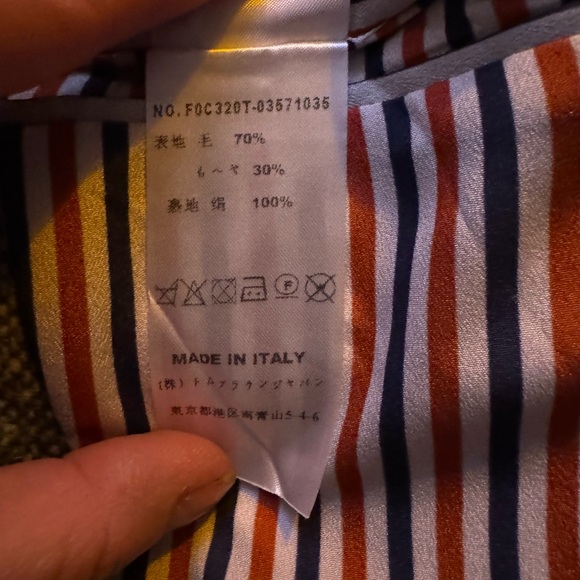 NO.F0C320T-03571035
表地 毛 70%
モヘヤ 30%
裏地 絹 100%
F
MADE IN ITALY
(株)トムブラウンジャパン
東京都港区南青山5-4-6